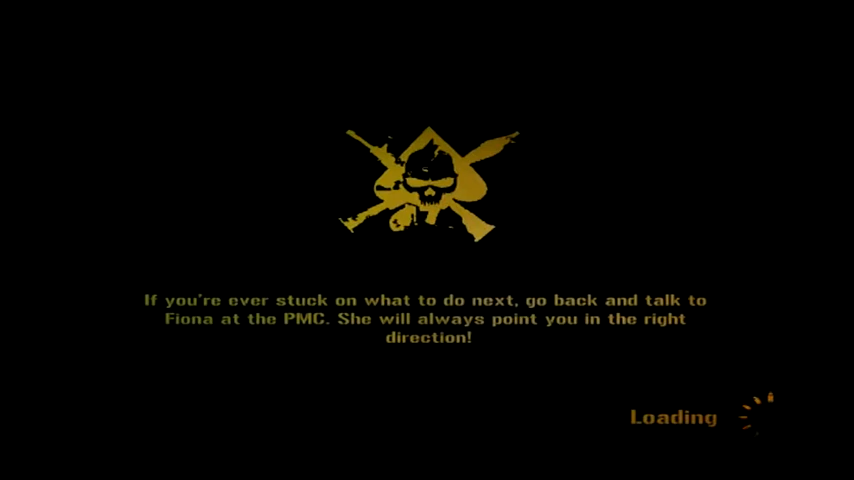 If you're ever stuck on what to do next, go back and talk to
Fiona at the PMC. She will always point you in the right
direction!
Loading